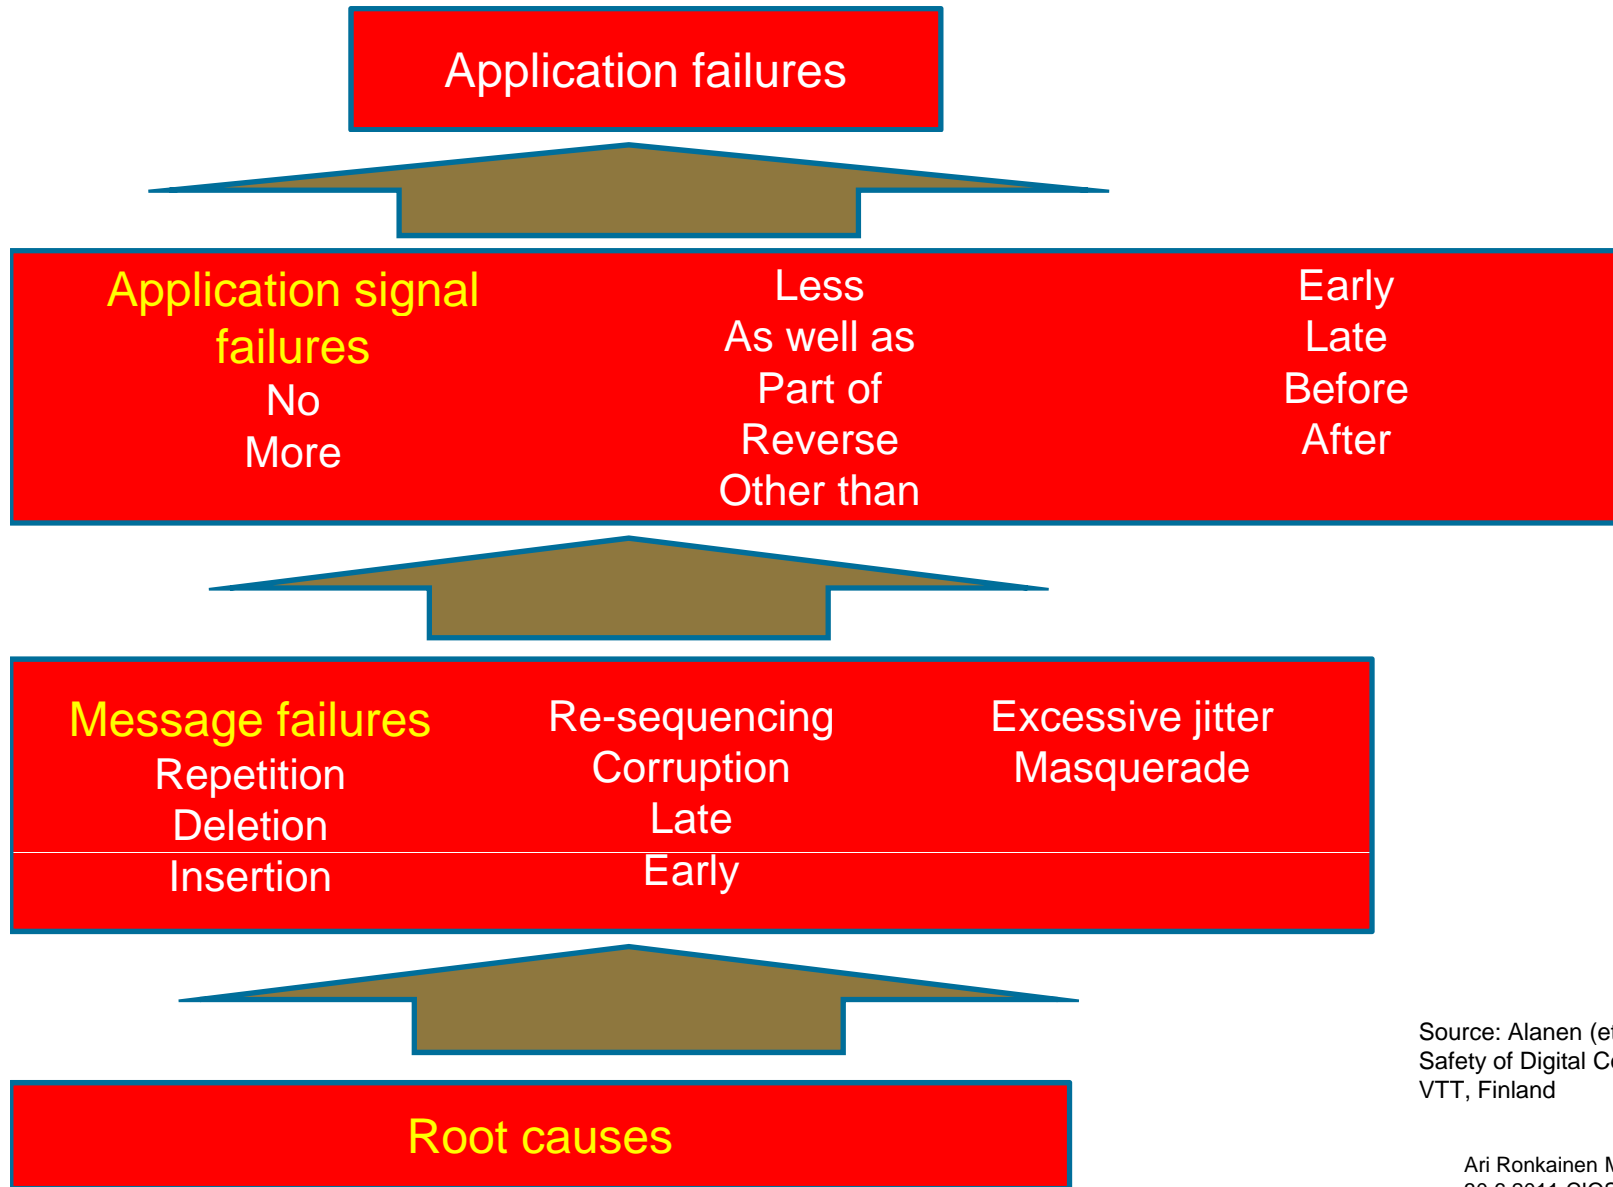 Application failures
Application signal
failures
No
More
Less
As well as
Part of
Reverse
Other than
Early
Late
Before
After
Message failures
Repetition
Deletion
Insertion
Re-sequencing
Corruption
Late
Early
Excessive jitter
Masquerade
Root causes
Source: Alanen (et
Safety of Digital Co
VTT, Finland
Ari Ronkainen M